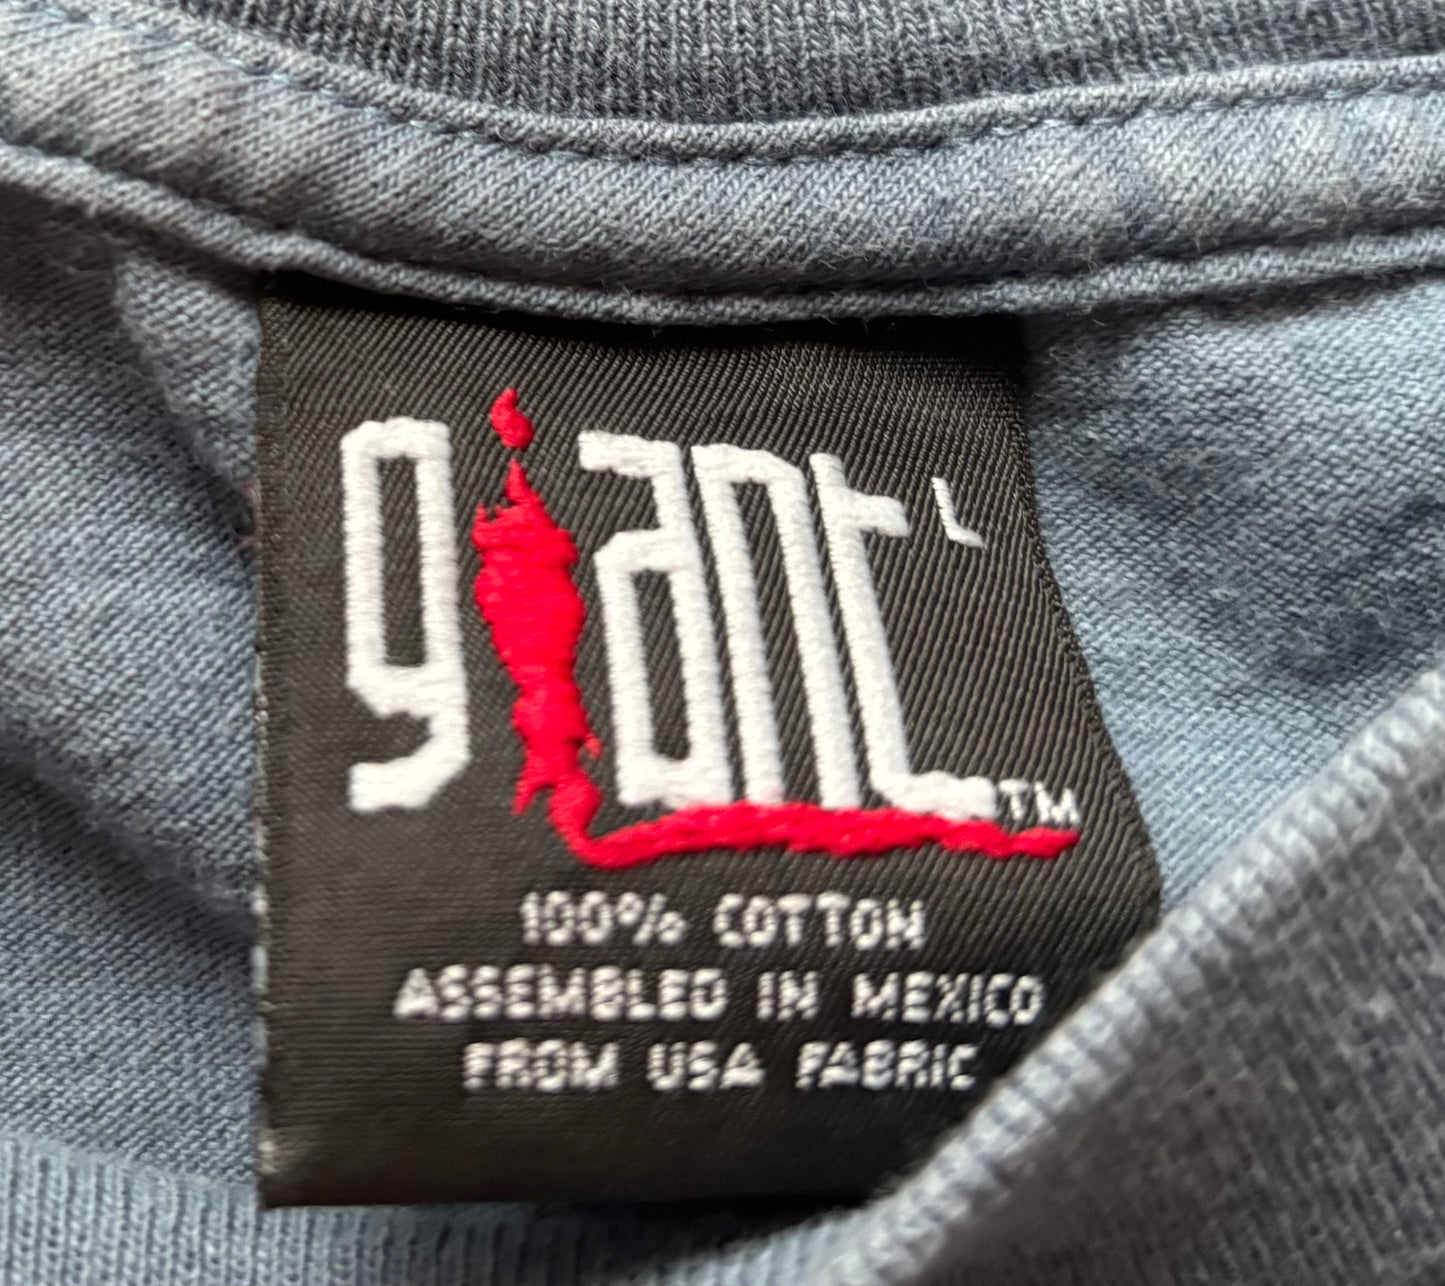 giant L
TM
100% COTTON
ASSEMBLED IN MEXICO
FROM USA FABRIC